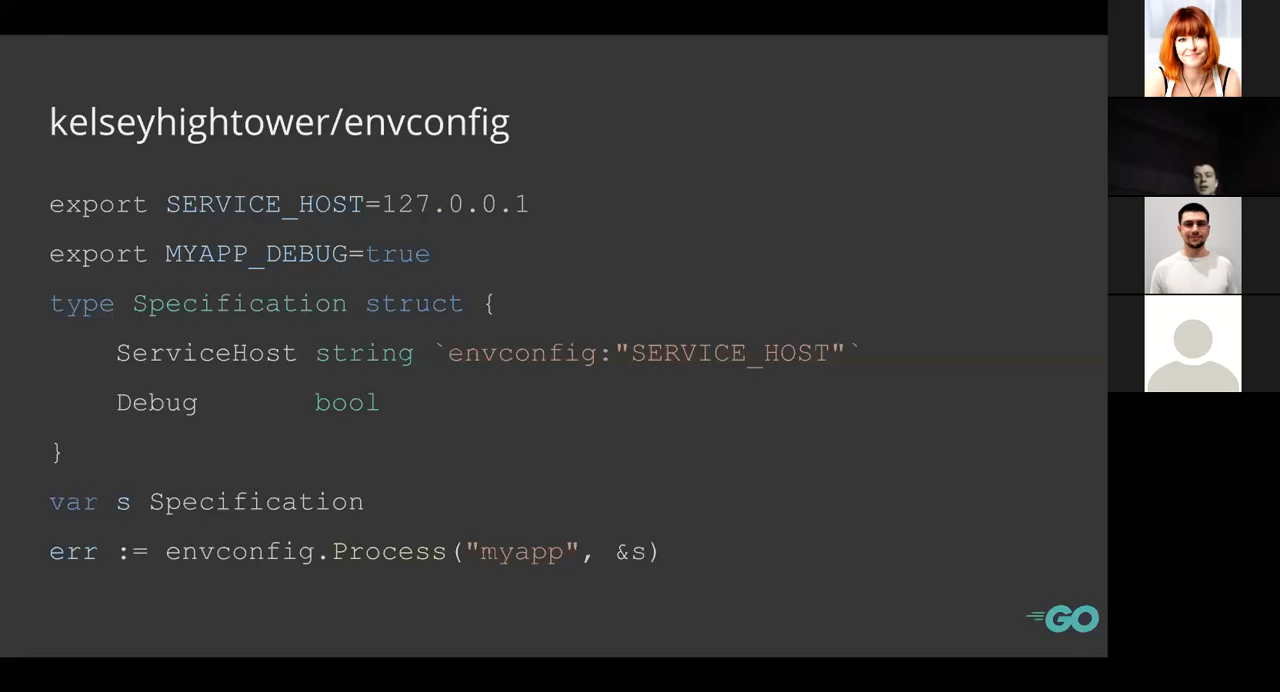 kelseyhightower/envconfig
export SERVICE_HOST=127.0.0.1
export MYAPP_DEBUG=true
type Specification struct {
    ServiceHost string `envconfig:"SERVICE_HOST"`
    Debug       bool
}
var s Specification
err := envconfig.Process("myapp", &s)
GO